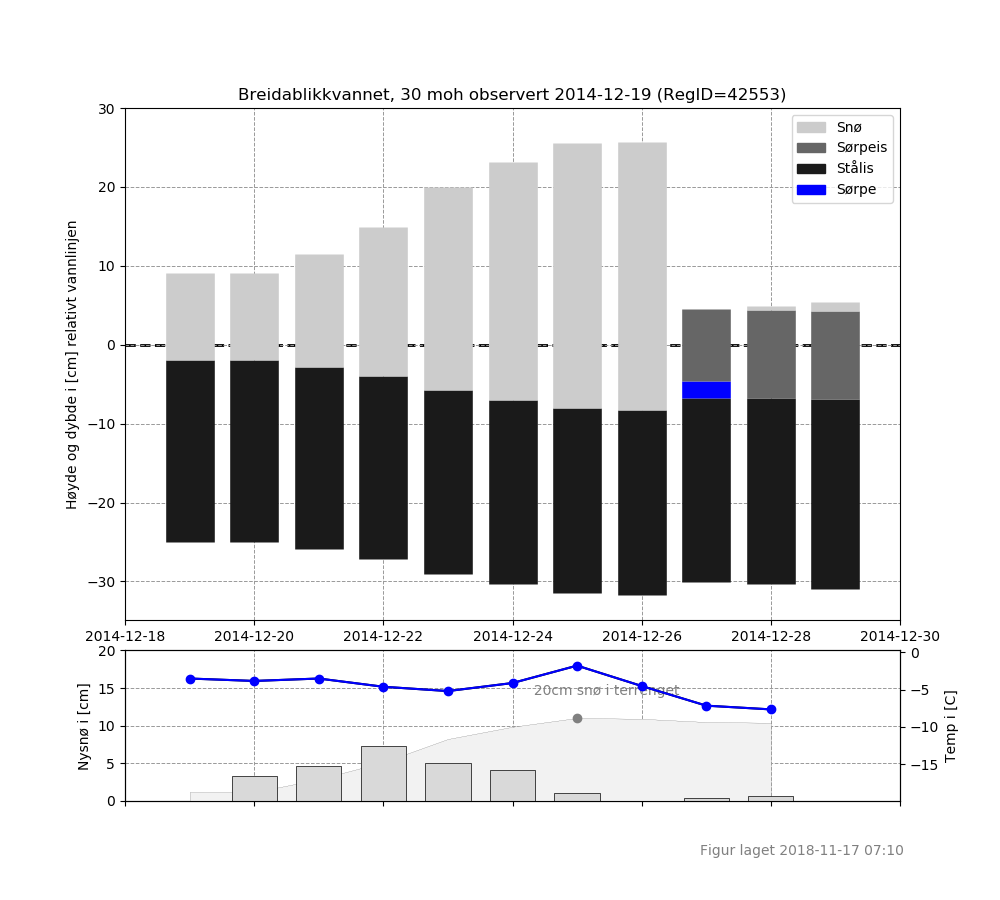 Breidablikkvannet, 30 moh observert 2014-12-19 (RegID=42553)
Høyde og dybde i [cm] relativt vannlinjen
30
20
10
0
−10
−20
−30
Snø
Sørpeis
Stålis
Sørpe
2014-12-18 2014-12-20 2014-12-22 2014-12-24 2014-12-26 2014-12-28 2014-12-30
Nysnø i [cm]
20
15
10
5
0
20cm snø i terrenget
0
−5
−10
−15
Temp i [C]
Figur laget 2018-11-17 07:10